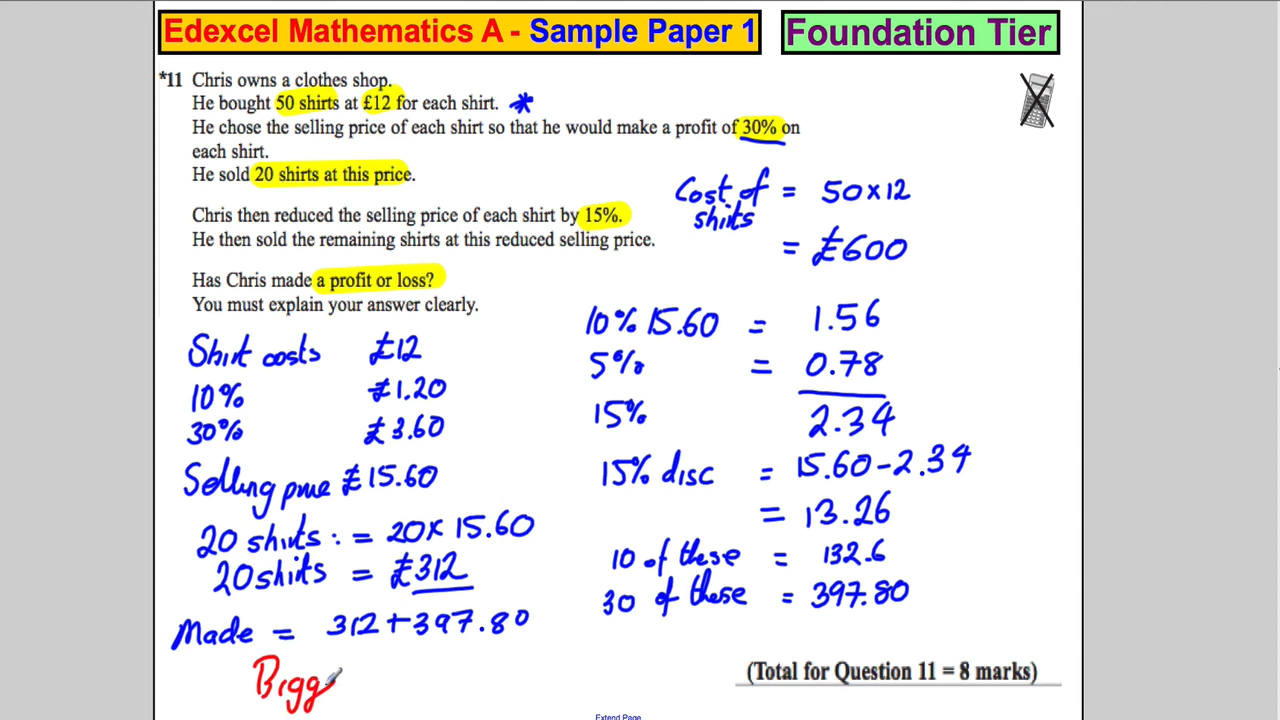 Edexcel Mathematics A - Sample Paper 1
Foundation Tier
*11 Chris owns a clothes shop.
He bought 50 shirts at £12 for each shirt. *
He chose the selling price of each shirt so that he would make a profit of 30% on
each shirt.
He sold 20 shirts at this price.
Chris then reduced the selling price of each shirt by 15%.
He then sold the remaining shirts at this reduced selling price.
Has Chris made a profit or loss?
You must explain your answer clearly.
Cost of shirts = 50 x 12
= £600
Shirt costs £12
10% £1.20
30% £3.60
Selling price £15.60
20 shirts : = 20 x 15.60
20 shirts = £312
Made = 312 + 397.80
Bigg
10% 15.60 = 1.56
5% = 0.78
15% 2.34
15% disc = 15.60 - 2.34
= 13.26
10 of these = 132.6
30 of these = 397.80
(Total for Question 11 = 8 marks)
Extend Page